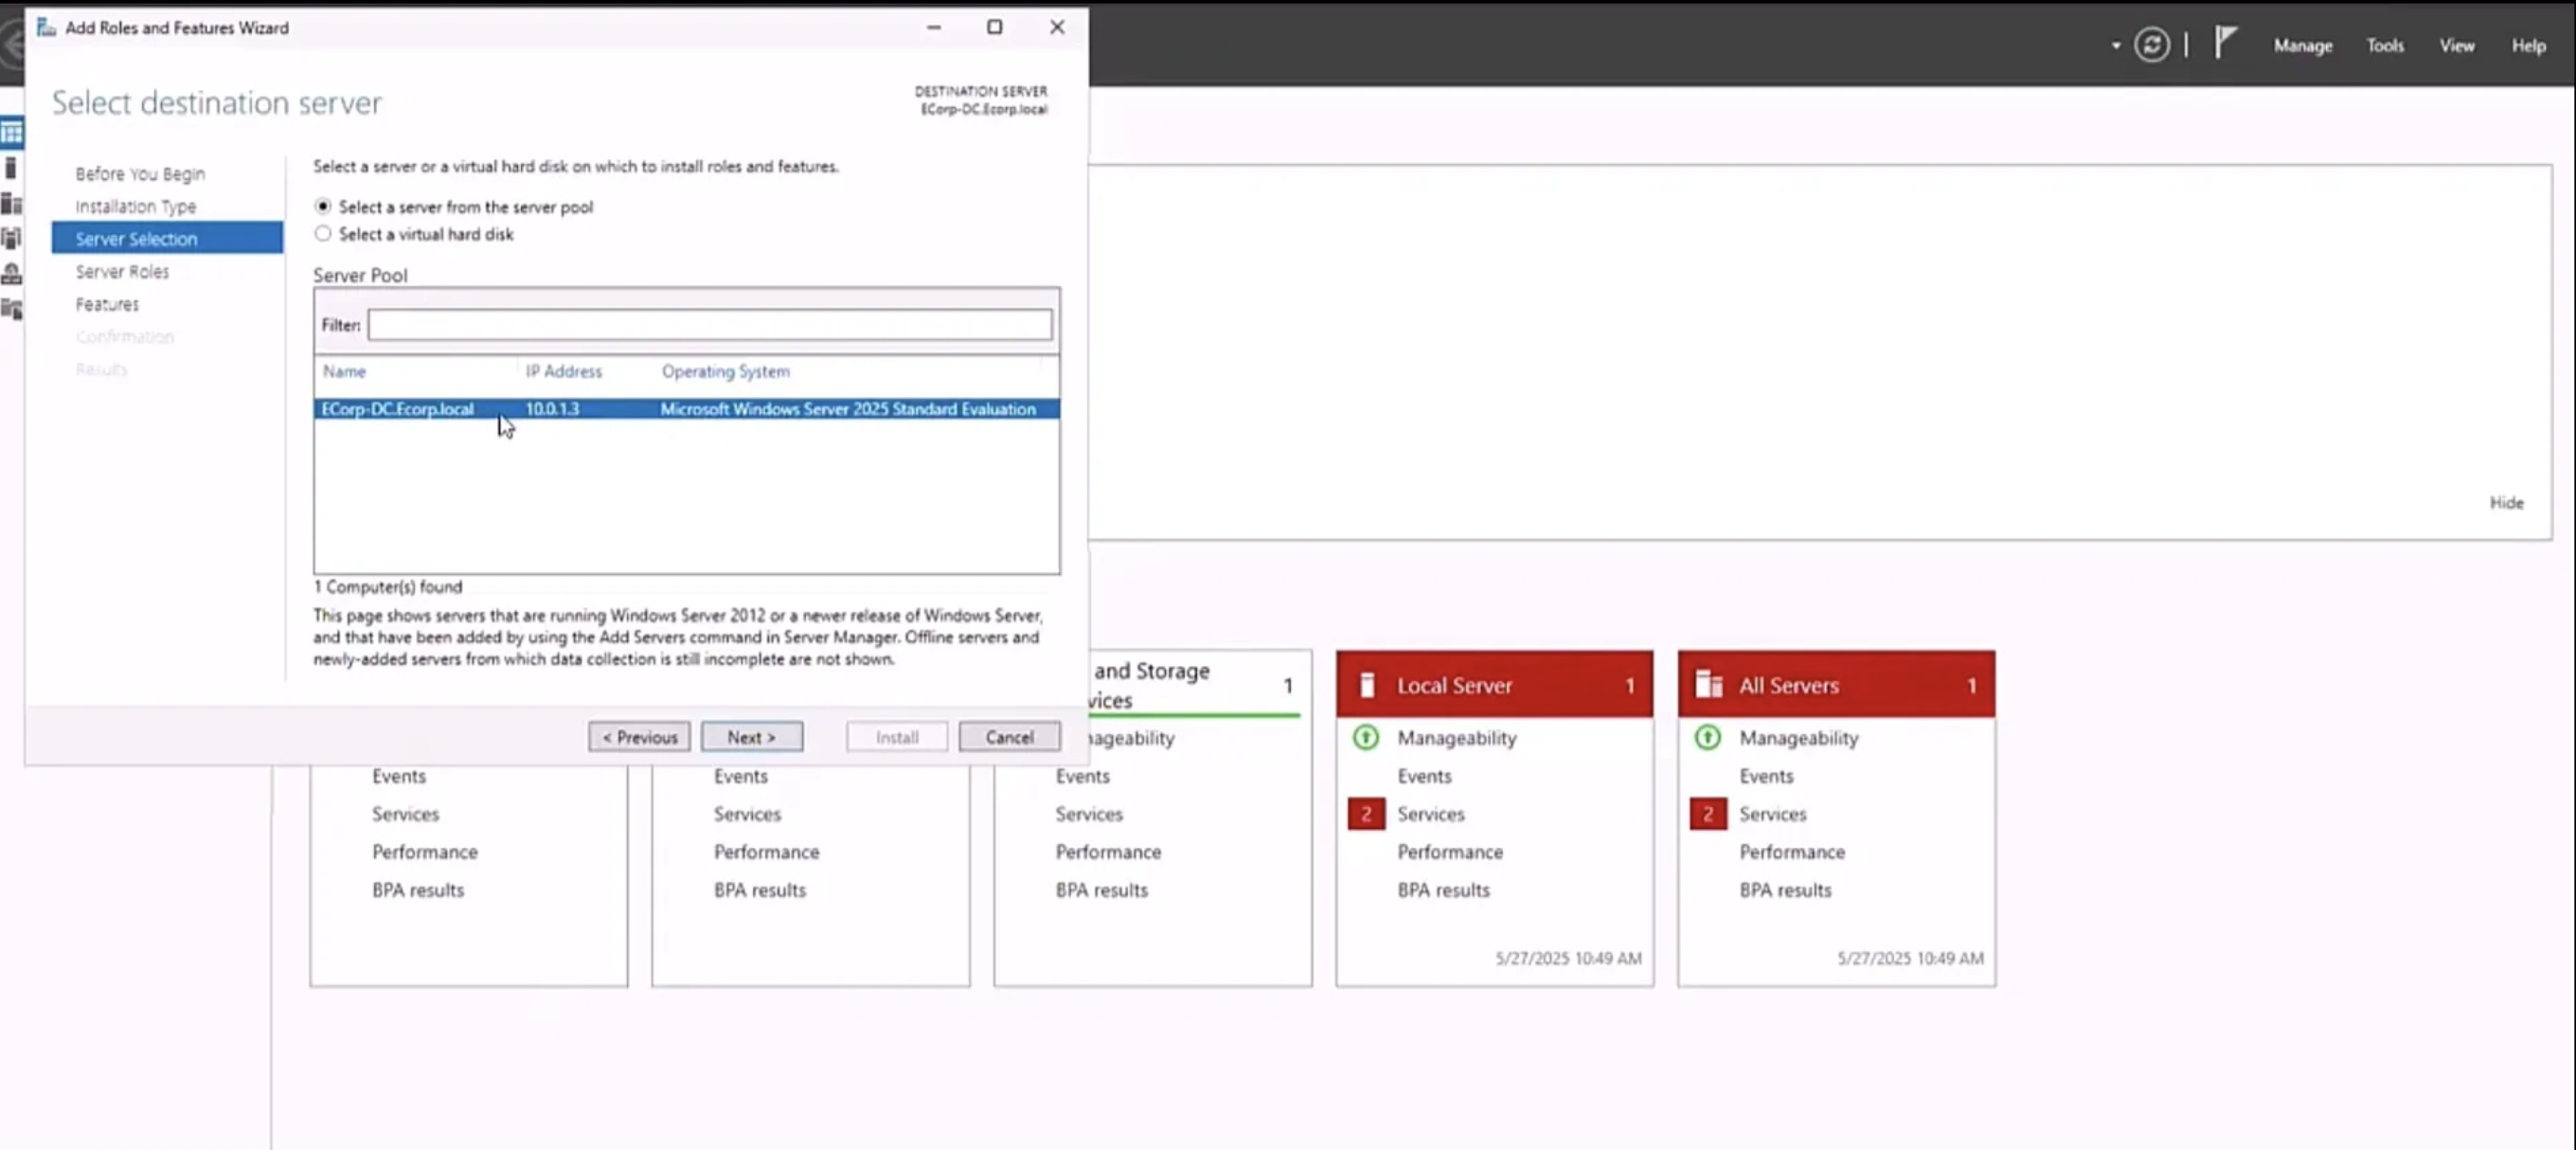 Add Roles and Features Wizard
Manage Tools View Help
Select destination server
DESTINATION SERVER
ECorp-DC.Ecorp.local
Before You Begin
Installation Type
Server Selection
Server Roles
Features
Confirmation
Results
Select a server or a virtual hard disk on which to install roles and features.
Select a server from the server pool
Select a virtual hard disk
Server Pool
Filter:
Name IP Address Operating System
ECorp-DC.Ecorp.local 10.0.1.3 Microsoft Windows Server 2025 Standard Evaluation
1 Computer(s) found
This page shows servers that are running Windows Server 2012 or a newer release of Windows Server,
and that have been added by using the Add Servers command in Server Manager. Offline servers and
newly-added servers from which data collection is still incomplete are not shown.
< Previous Next > Install Cancel
Hide
Events
Services
Performance
BPA results
Events
Services
Performance
BPA results
and Storage
vices
1
nageability
Events
Services
Performance
BPA results
Local Server 1
Manageability
Events
2 Services
Performance
BPA results
5/27/2025 10:49 AM
All Servers 1
Manageability
Events
2 Services
Performance
BPA results
5/27/2025 10:49 AM